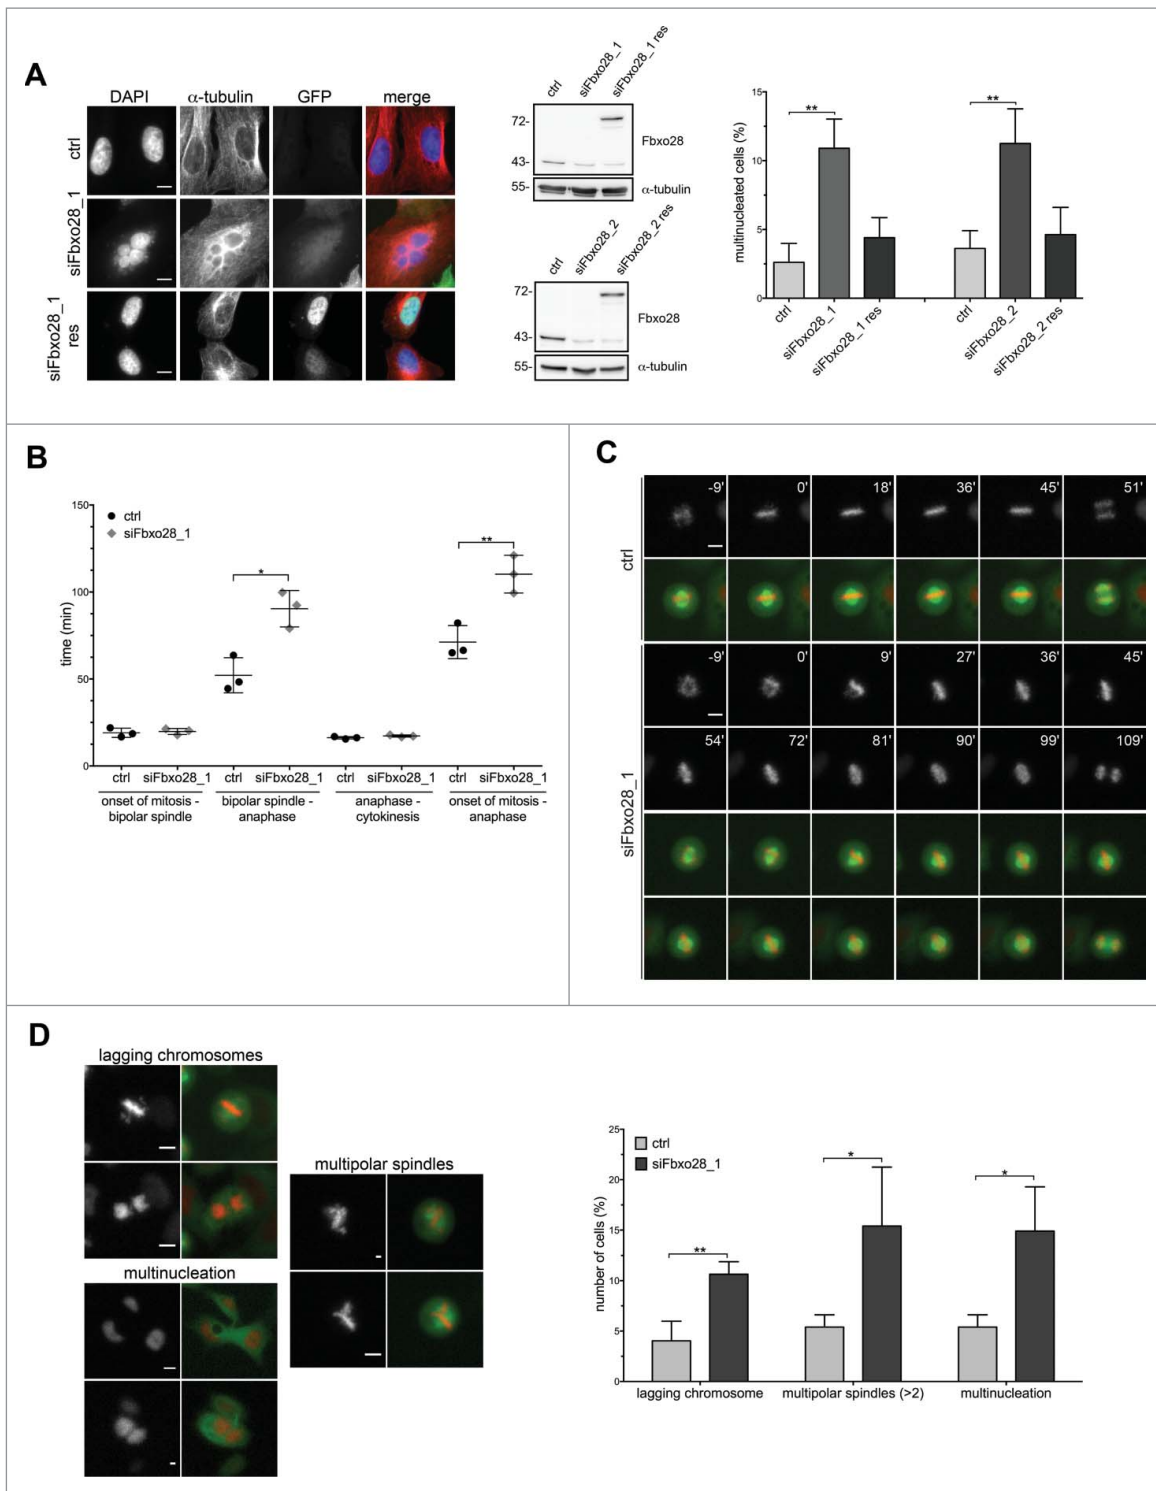 A
DAPI α-tubulin GFP merge
ctrl
siFbxo28_1
siFbxo28_1
res
ctrl
siFbxo28_1
siFbxo28_1 res
72-
43-
Fbxo28
55-
α-tubulin
ctrl
siFbxo28_2
siFbxo28_2 res
72-
43-
Fbxo28
55-
α-tubulin
multinucleated cells (%)
15
10
5
0
** **
ctrl
siFbxo28_1
siFbxo28_1 res
ctrl
siFbxo28_2
siFbxo28_2 res
B
time (min)
150
100
50
0
ctrl
siFbxo28_1
*
**
ctrl siFbxo28_1 ctrl siFbxo28_1 ctrl siFbxo28_1 ctrl siFbxo28_1
onset of mitosis - bipolar spindle - anaphase - onset of mitosis -
bipolar spindle anaphase cytokinesis anaphase
C
ctrl
-9' 0' 18' 36' 45' 51'
siFbxo28_1
-9' 0' 9' 27' 36' 45'
54' 72' 81' 90' 99' 109'
D
lagging chromosomes
multinucleation
multipolar spindles
number of cells (%)
25
20
15
10
5
0
ctrl
siFbxo28_1
** * *
lagging chromosome multipolar spindles (>2) multinucleation